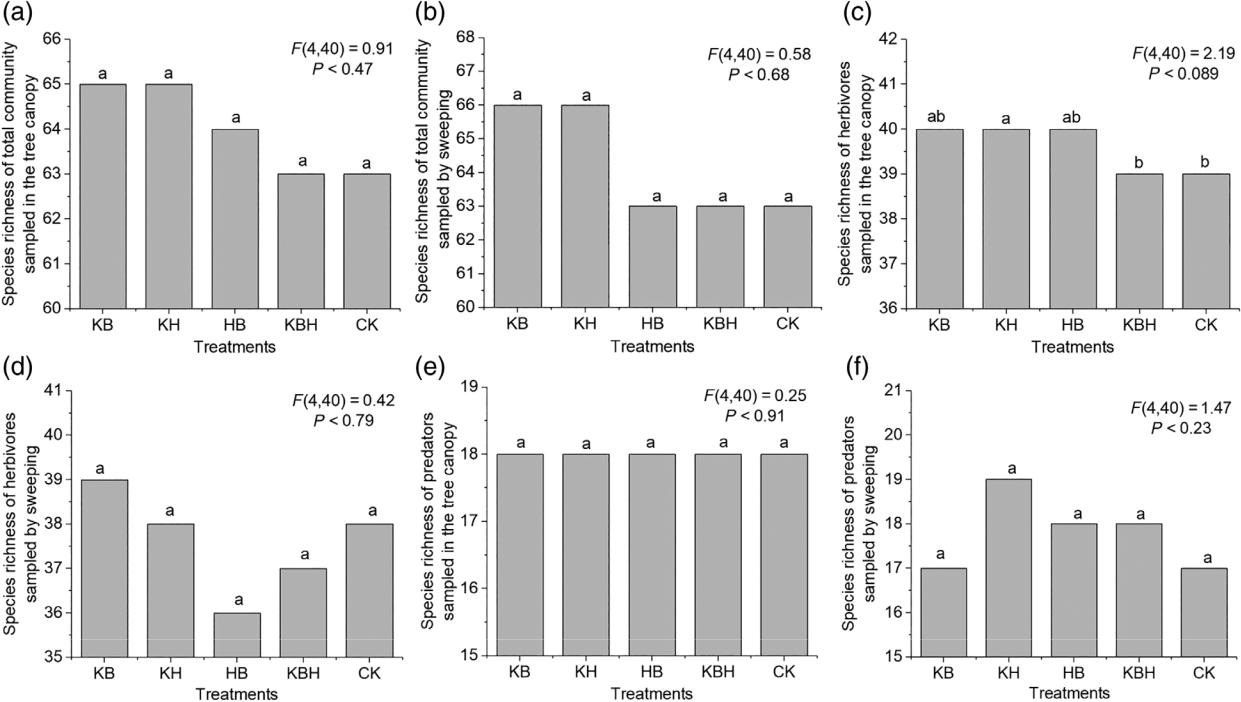 (a)
Species richness of total community
sampled in the tree canopy
66
65
64
63
62
61
60
F(4,40) = 0.91
P < 0.47
a
a
a
a
a
KB
KH
HB
KBH
CK
Treatments
(b)
Species richness of total community
sampled by sweeping
68
67
66
65
64
63
62
61
60
F(4,40) = 0.58
P < 0.68
a
a
a
a
a
KB
KH
HB
KBH
CK
Treatments
(c)
Species richness of herbivores
sampled in the tree canopy
42
41
40
39
38
37
36
F(4,40) = 2.19
P < 0.089
ab
a
ab
b
b
KB
KH
HB
KBH
CK
Treatments
(d)
Species richness of herbivores
sampled by sweeping
41
40
39
38
37
36
35
F(4,40) = 0.42
P < 0.79
a
a
a
a
a
KB
KH
HB
KBH
CK
Treatments
(e)
Species richness of predators
sampled in the tree canopy
19
18
17
16
15
F(4,40) = 0.25
P < 0.91
a
a
a
a
a
KB
KH
HB
KBH
CK
Treatments
(f)
Species richness of predators
sampled by sweeping
21
20
19
18
17
16
15
F(4,40) = 1.47
P < 0.23
a
a
a
a
a
KB
KH
HB
KBH
CK
Treatments